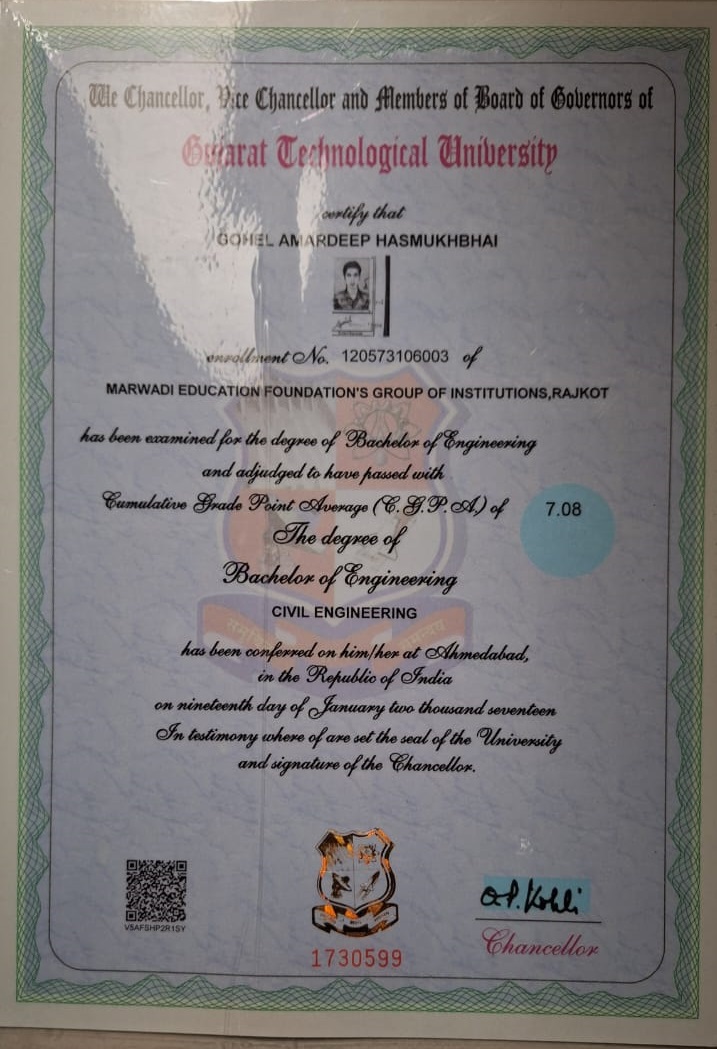 We Chancellor, Vice Chancellor and Members of Board of Governors of
Gujarat Technological University
certify that
GOHEL AMARDEEP HASMUKHBHAI
enrollment No. 120573106003 of
MARWADI EDUCATION FOUNDATION'S GROUP OF INSTITUTIONS,RAJKOT
has been examined for the degree of Bachelor of Engineering
and adjudged to have passed with
Cumulative Grade Point Average (C.G.P.A.) of 7.08
The degree of
Bachelor of Engineering
CIVIL ENGINEERING
has been conferred on him/her at Ahmedabad,
in the Republic of India
on nineteenth day of January two thousand seventeen
In testimony where of are set the seal of the University
and signature of the Chancellor.
V5AFSHP2R1SY
1730599
O.P. Kohli
Chancellor